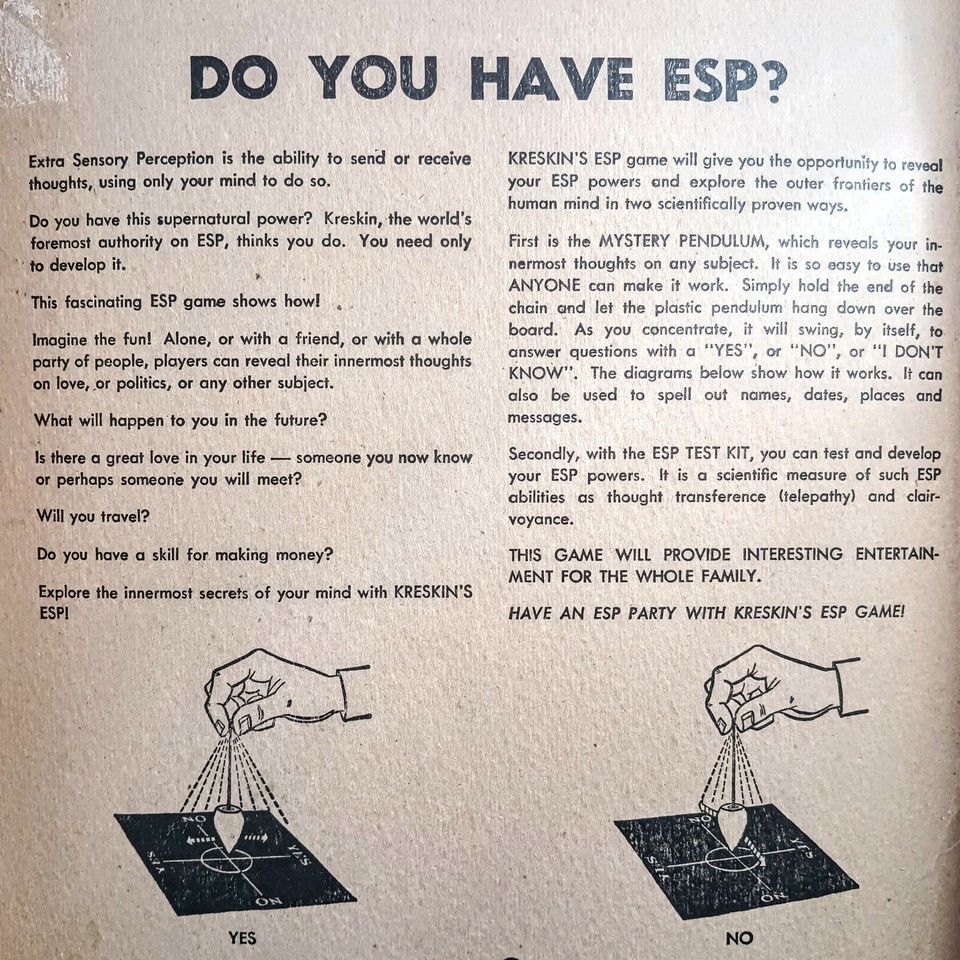 DO YOU HAVE ESP?
Extra Sensory Perception is the ability to send or receive
thoughts, using only your mind to do so.
Do you have this supernatural power? Kreskin, the world's
foremost authority on ESP, thinks you do. You need only
to develop it.
This fascinating ESP game shows how!
Imagine the fun! Alone, or with a friend, or with a whole
party of people, players can reveal their innermost thoughts
on love, or politics, or any other subject.
What will happen to you in the future?
Is there a great love in your life — someone you now know
or perhaps someone you will meet?
Will you travel?
Do you have a skill for making money?
Explore the innermost secrets of your mind with KRESKIN'S
ESP!
KRESKIN'S ESP game will give you the opportunity to reveal
your ESP powers and explore the outer frontiers of the
human mind in two scientifically proven ways.
First is the MYSTERY PENDULUM, which reveals your in-
nermost thoughts on any subject. It is so easy to use that
ANYONE can make it work. Simply hold the end of the
chain and let the plastic pendulum hang down over the
board. As you concentrate, it will swing, by itself, to
answer questions with a "YES", or "NO", or "I DON'T
KNOW". The diagrams below show how it works. It can
also be used to spell out names, dates, places and
messages.
Secondly, with the ESP TEST KIT, you can test and develop
your ESP powers. It is a scientific measure of such ESP
abilities as thought transference (telepathy) and clair-
voyance.
THIS GAME WILL PROVIDE INTERESTING ENTERTAIN-
MENT FOR THE WHOLE FAMILY.
HAVE AN ESP PARTY WITH KRESKIN'S ESP GAME!
NO
YES
YES
NO
YES
NO
YES
YES
NO
NO